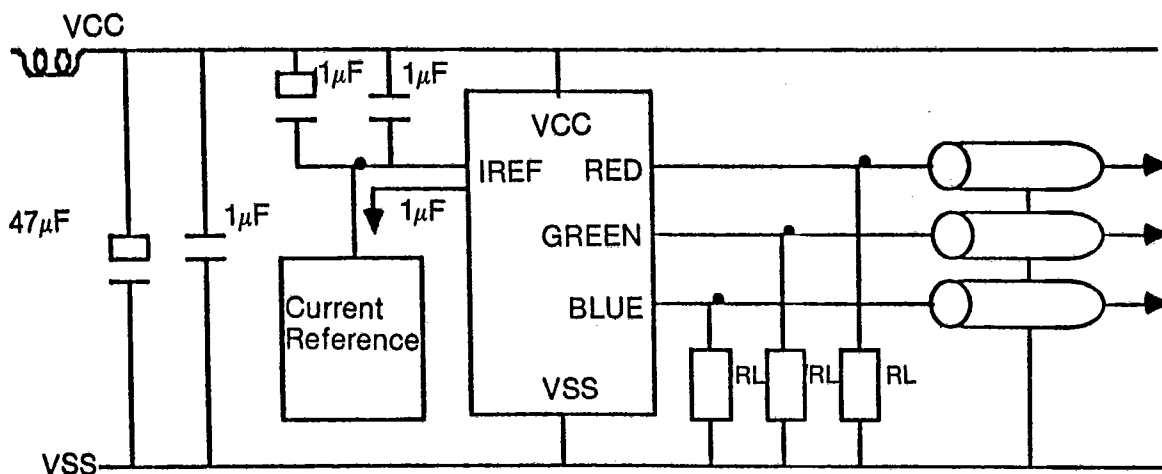 VCC
1μF
1μF
VCC
IREF
RED
1μF
47μF
1μF
GREEN
Current
Reference
BLUE
RL
RL
RL
VSS
VSS